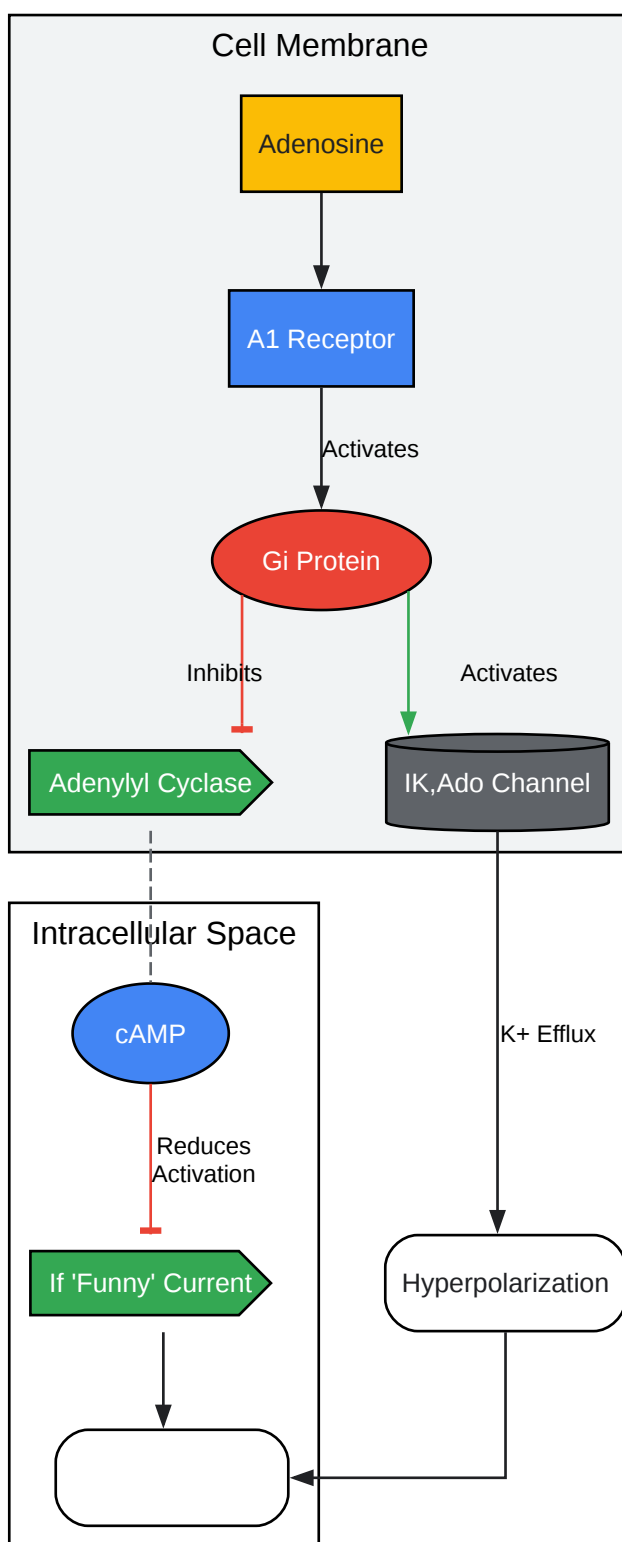 Cell Membrane
Adenosine
A1 Receptor
Activates
Gi Protein
Inhibits
Activates
Adenylyl Cyclase
IK,Ado Channel
Intracellular Space
cAMP
K+ Efflux
Reduces
Activation
If 'Funny' Current
Hyperpolarization